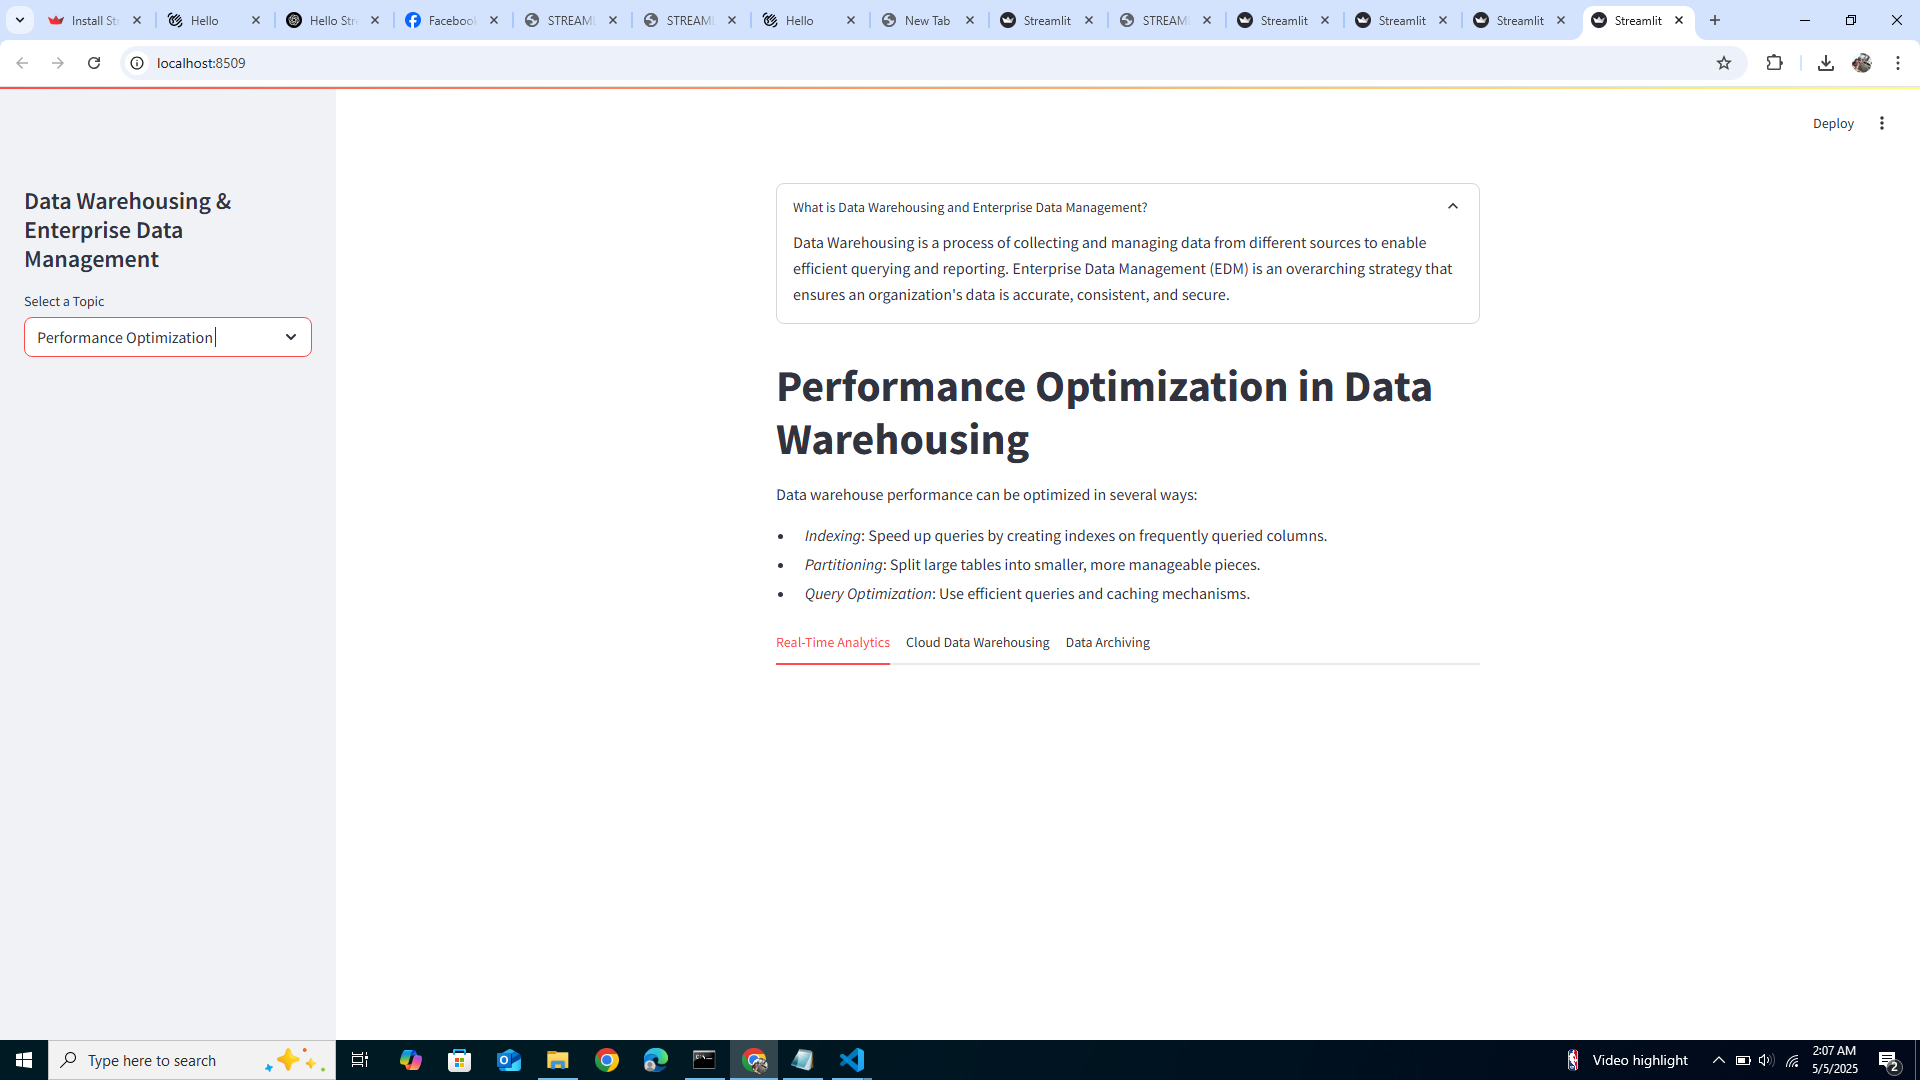 Install St
Hello
Hello Stre
Facebook
STREAML
STREAML
Hello
New Tab
Streamlit
STREAML
Streamlit
Streamlit
Streamlit
Streamlit
localhost:8509
Deploy
Data Warehousing &
Enterprise Data
Management
Select a Topic
Performance Optimization
What is Data Warehousing and Enterprise Data Management?
Data Warehousing is a process of collecting and managing data from different sources to enable
efficient querying and reporting. Enterprise Data Management (EDM) is an overarching strategy that
ensures an organization's data is accurate, consistent, and secure.
Performance Optimization in Data
Warehousing
Data warehouse performance can be optimized in several ways:
• Indexing: Speed up queries by creating indexes on frequently queried columns.
• Partitioning: Split large tables into smaller, more manageable pieces.
• Query Optimization: Use efficient queries and caching mechanisms.
Real-Time Analytics Cloud Data Warehousing Data Archiving
Type here to search
Video highlight
2:07 AM
5/5/2025
2